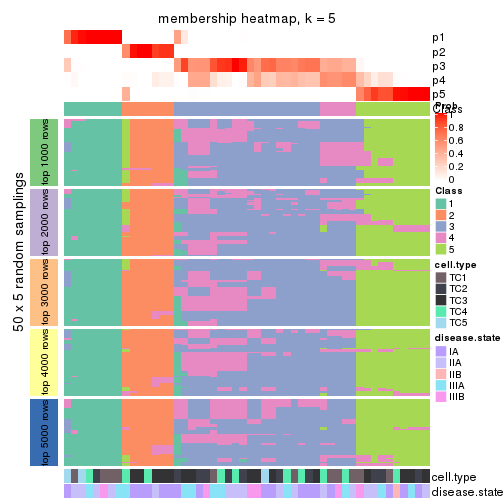 membership heatmap, k = 5
p1
p2
p3
p4
p5
Prob
Class
1
0.8
0.6
0.4
0.2
0
50 x 5 random samplings
top 1000 rows
top 2000 rows
top 3000 rows
top 4000 rows
top 5000 rows
Class
1
2
3
4
5
cell.type
TC1
TC2
TC3
TC4
TC5
disease.state
IA
IIA
IIB
IIIA
IIIB
cell.type
disease.state